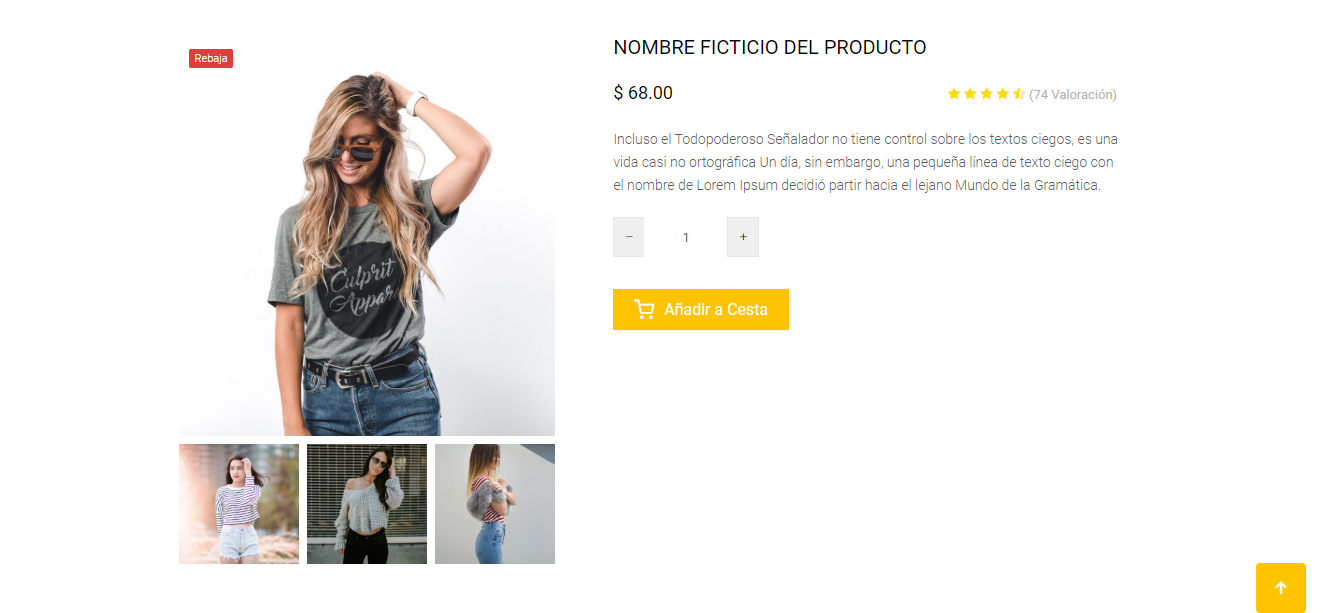 Rebaja
Culprit
Appar
NOMBRE FICTICIO DEL PRODUCTO
$ 68.00
(74 Valoración)
Incluso el Todopoderoso Señalador no tiene control sobre los textos ciegos, es una
vida casi no ortográfica Un día, sin embargo, una pequeña línea de texto ciego con
el nombre de Lorem Ipsum decidió partir hacia el lejano Mundo de la Gramática.
− 1 +
Añadir a Cesta